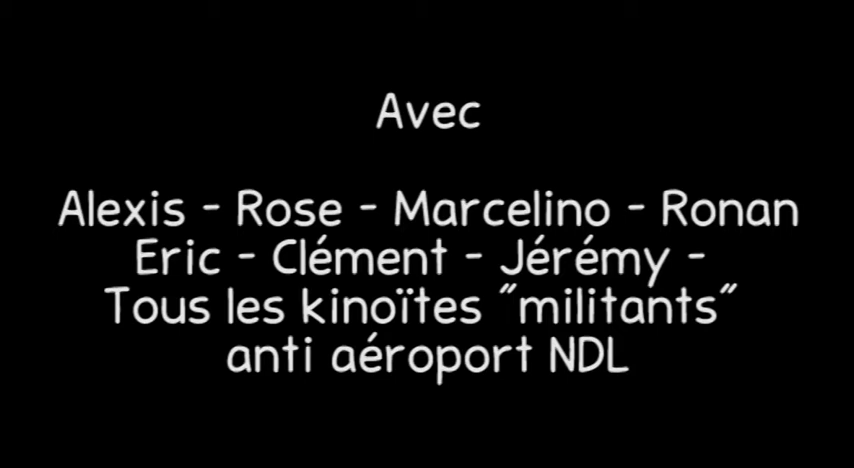 Avec
Alexis - Rose - Marcelino - Ronan
Eric - Clément - Jérémy -
Tous les kinoïtes "militants"
anti aéroport NDL